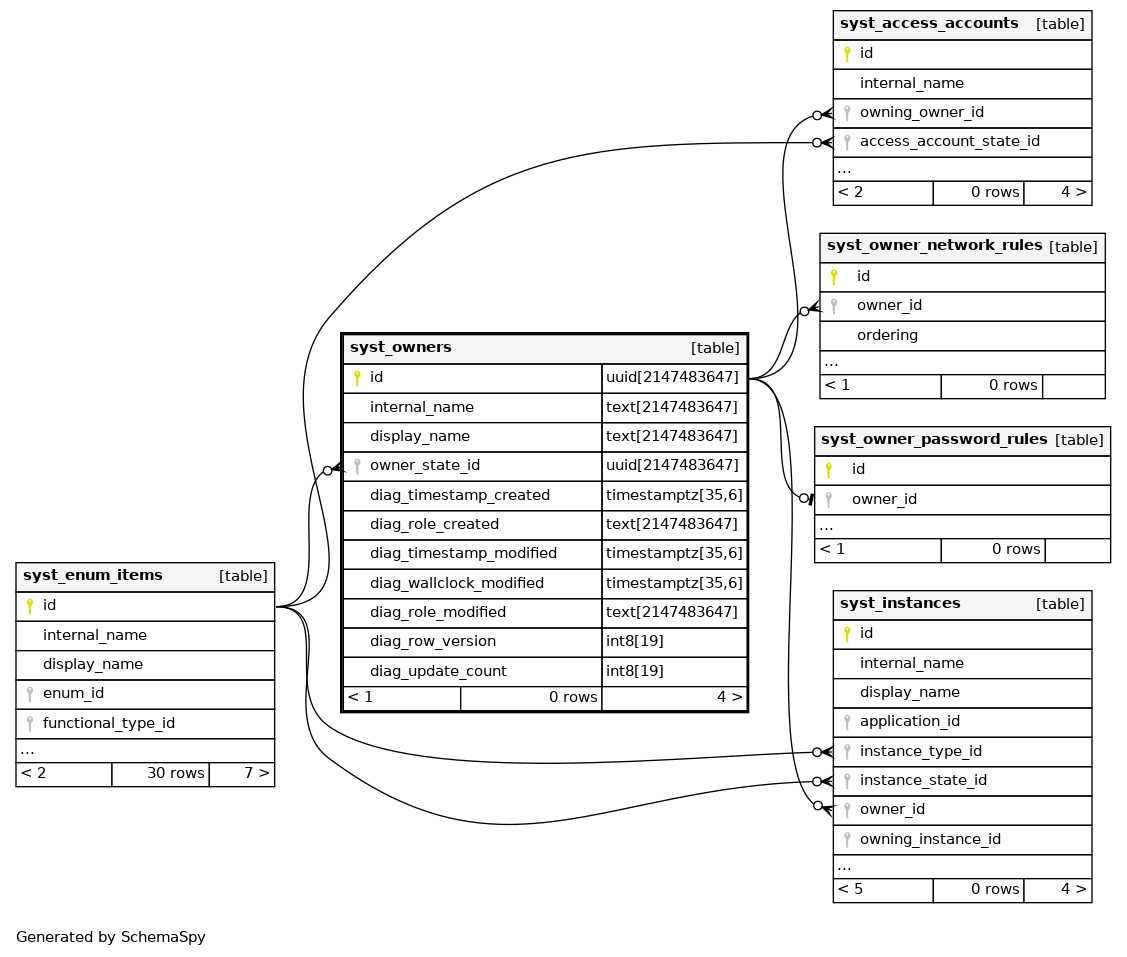 syst_access_accounts [table]
id
internal_name
owning_owner_id
access_account_state_id
...
< 2 0 rows 4 >
syst_owner_network_rules [table]
id
owner_id
ordering
...
< 1 0 rows
syst_owners [table]
id uuid[2147483647]
internal_name text[2147483647]
display_name text[2147483647]
owner_state_id uuid[2147483647]
diag_timestamp_created timestamptz[35,6]
diag_role_created text[2147483647]
diag_timestamp_modified timestamptz[35,6]
diag_wallclock_modified timestamptz[35,6]
diag_role_modified text[2147483647]
diag_row_version int8[19]
diag_update_count int8[19]
< 1 0 rows 4 >
syst_owner_password_rules [table]
id
owner_id
...
< 1 0 rows
syst_enum_items [table]
id
internal_name
display_name
enum_id
functional_type_id
...
< 2 30 rows 7 >
syst_instances [table]
id
internal_name
display_name
application_id
instance_type_id
instance_state_id
owner_id
owning_instance_id
...
< 5 0 rows 4 >
Generated by SchemaSpy